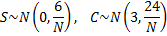 S~N(0, 6/N), C~N(3, 24/N)